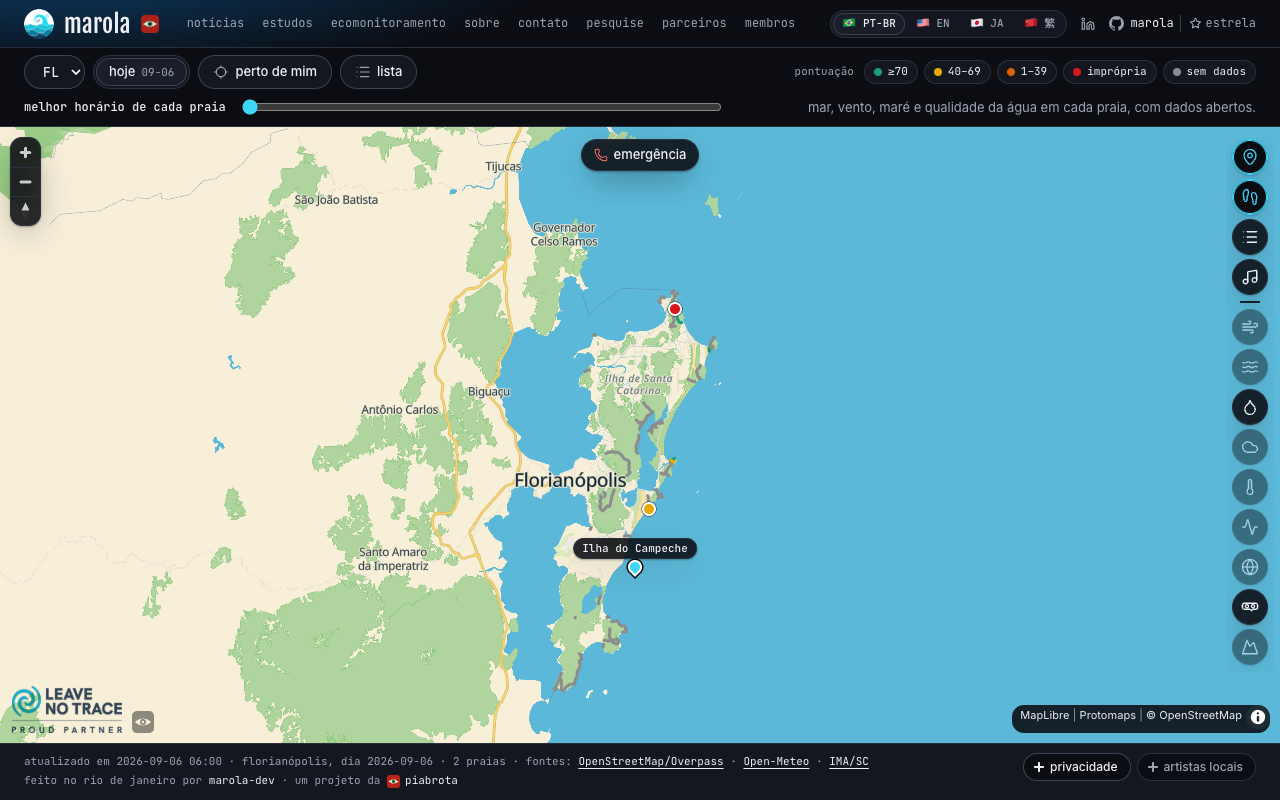 marola
notícias estudos ecomonitoramento sobre contato pesquise parceiros membros
PT-BR EN JA 繁
marola estrela
FL hoje 09-06 perto de mim lista
pontuação ≥70 40–69 1–39 imprópria sem dados
melhor horário de cada praia
mar, vento, maré e qualidade da água em cada praia, com dados abertos.
emergência
Tijucas
São João Batista
Governador
Celso Ramos
Ilha de Santa
Catarina
Biguaçu
Antônio Carlos
Florianópolis
Ilha do Campeche
Santo Amaro
da Imperatriz
LEAVE
NO TRACE
PROUD PARTNER
MapLibre | Protomaps | © OpenStreetMap
atualizado em 2026-09-06 06:00 · florianópolis, dia 2026-09-06 · 2 praias · fontes: OpenStreetMap/Overpass · Open-Meteo · IMA/SC
feito no rio de janeiro por marola-dev · um projeto da piabrota
+ privacidade + artistas locais